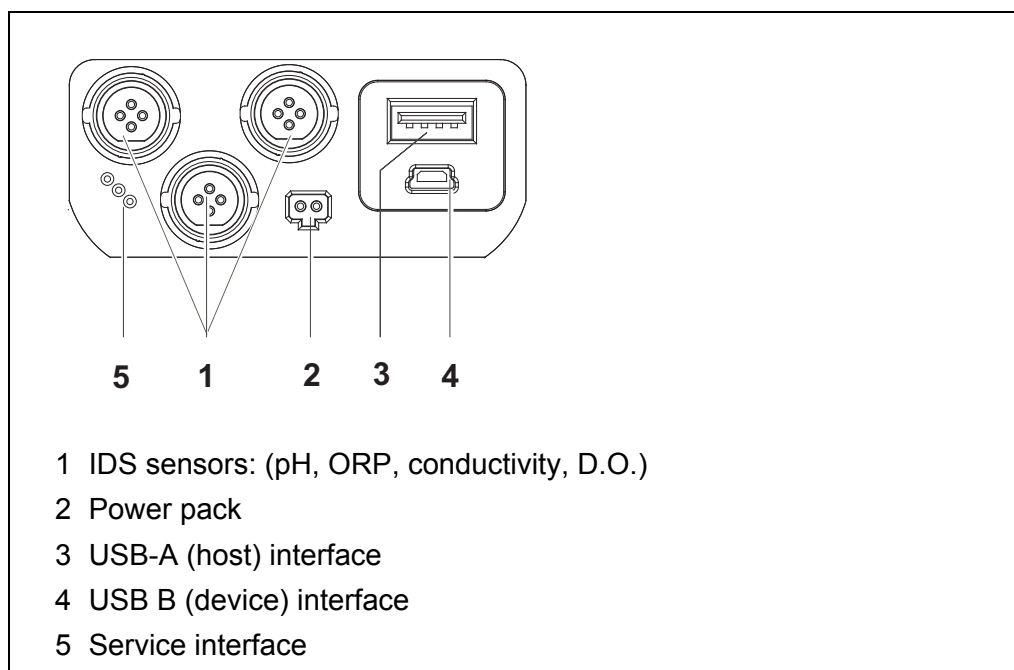 5 1 2 3 4
1 IDS sensors: (pH, ORP, conductivity, D.O.)
2 Power pack
3 USB-A (host) interface
4 USB B (device) interface
5 Service interface